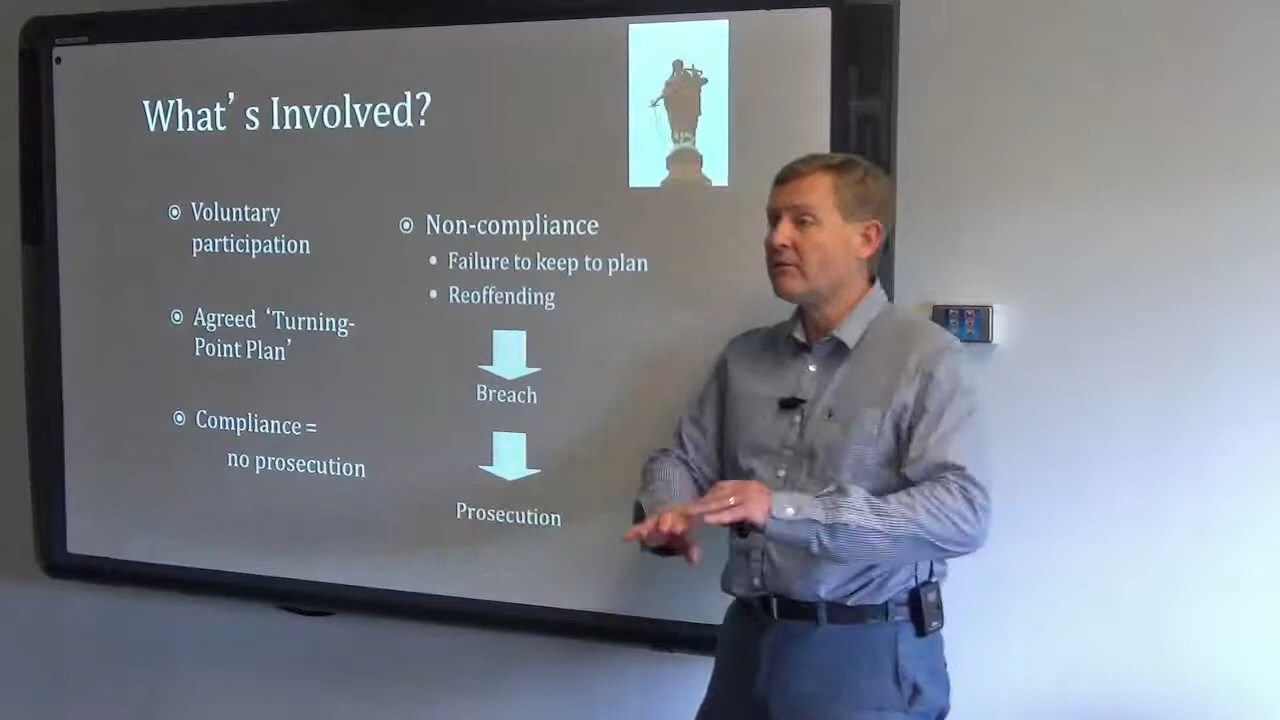 What’s Involved?
Voluntary
participation
Agreed ‘Turning-
Point Plan’
Compliance =
no prosecution
Non-compliance
Failure to keep to plan
Reoffending
Breach
Prosecution